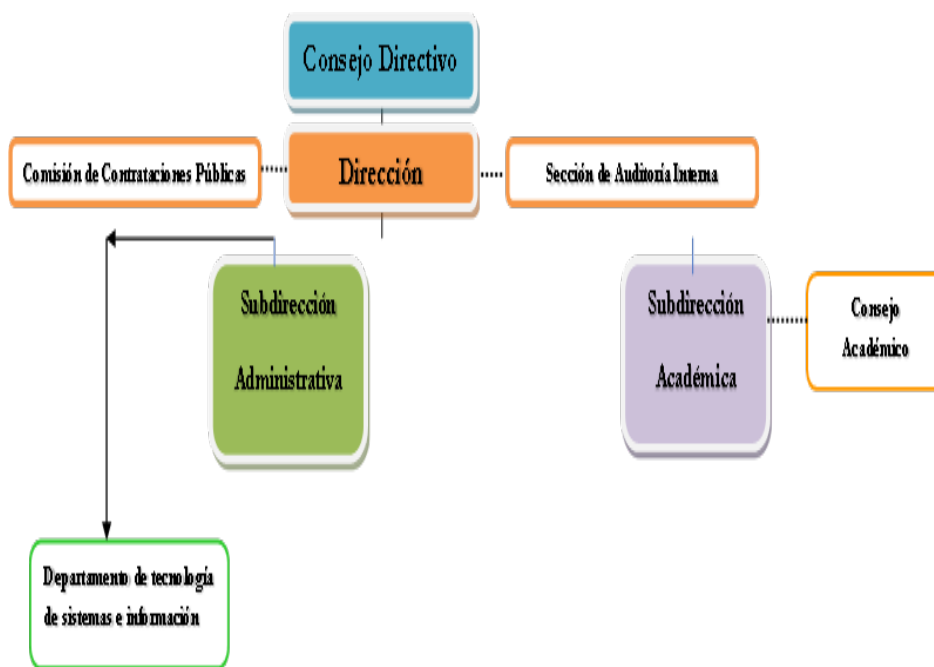 Consejo Directivo
Comisión de Contrataciones Públicas
Dirección
Sección de Auditoría Interna
Subdirección
Administrativa
Subdirección
Académica
Consejo
Académico
Departamento de tecnología
de sistemas e información